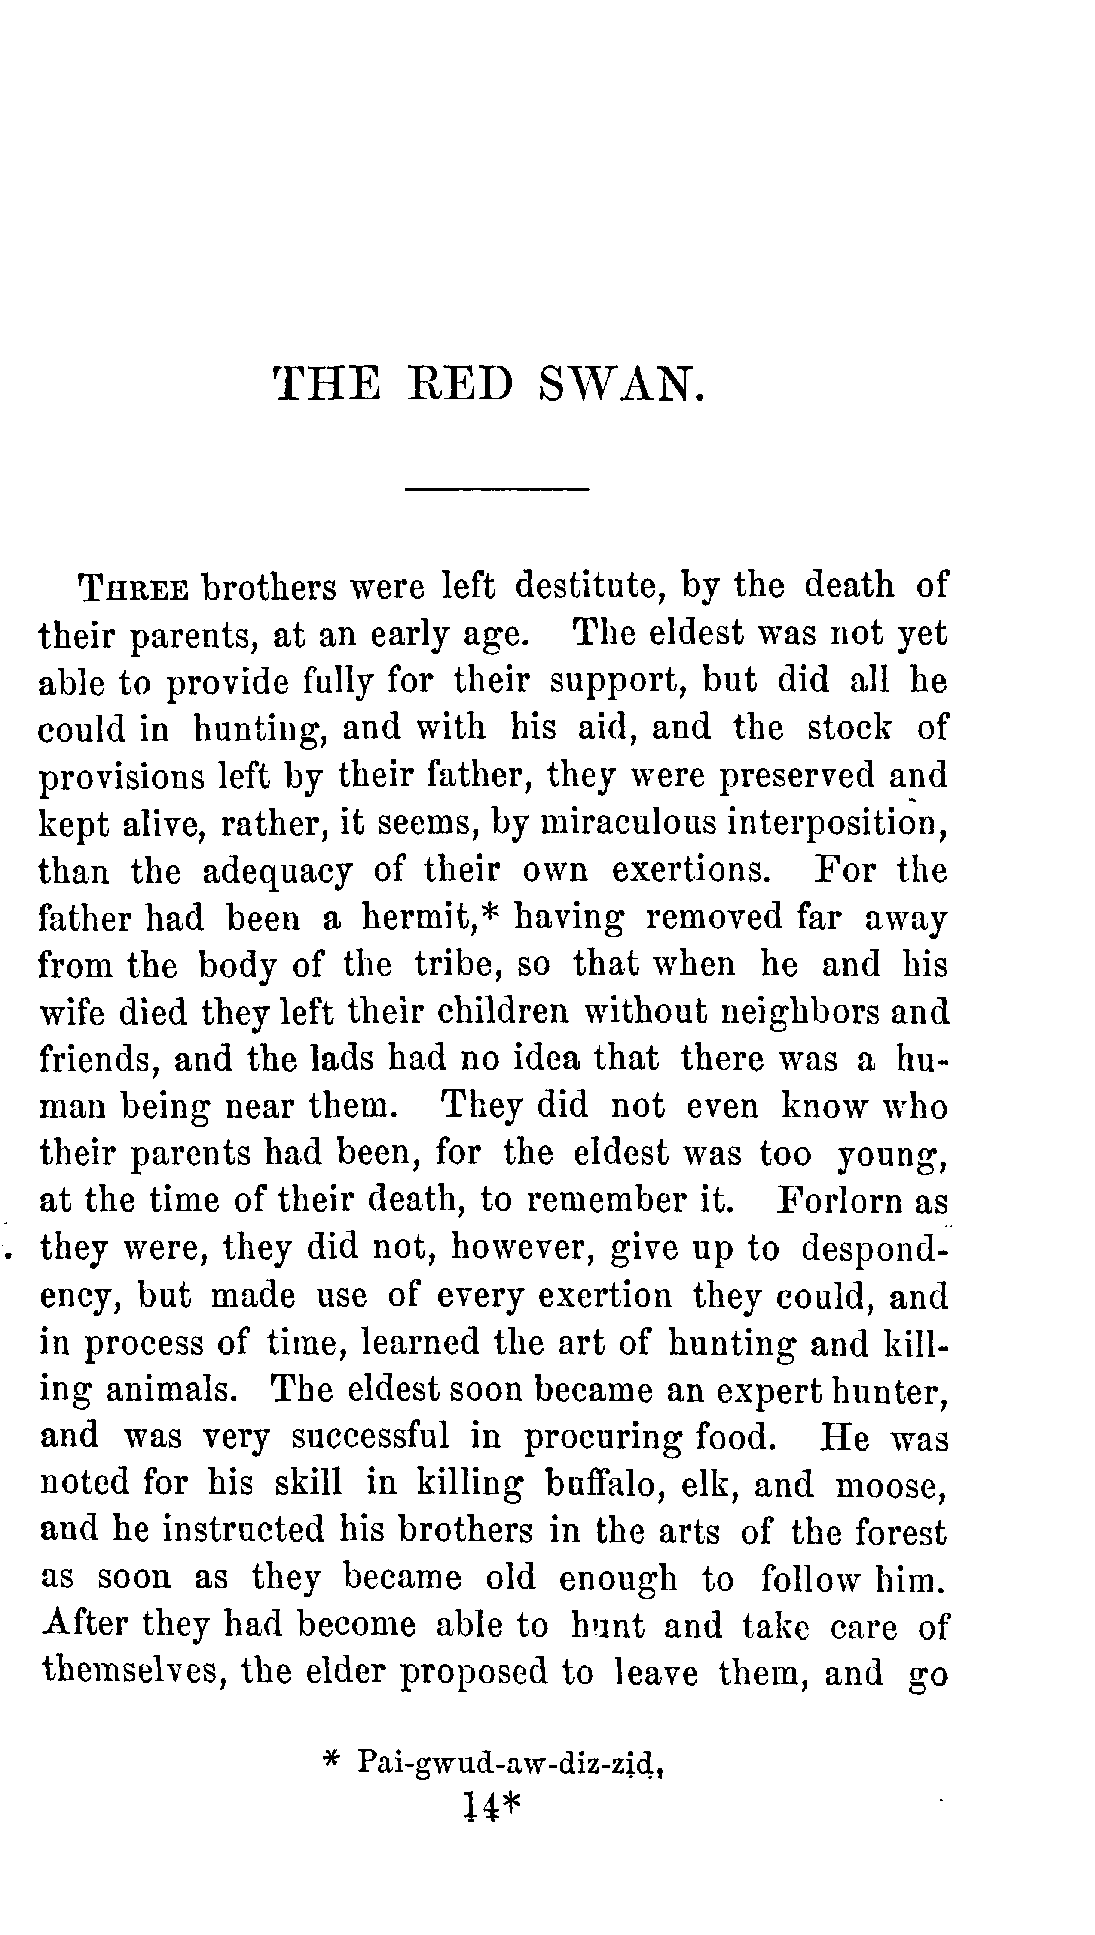 THE RED SWAN.
THREE brothers were left destitute, by the death of
their parents, at an early age. The eldest was not yet
able to provide fully for their support, but did all he
could in hunting, and with his aid, and the stock of
provisions left by their father, they were preserved and
kept alive, rather, it seems, by miraculous interposition,
than the adequacy of their own exertions. For the
father had been a hermit,* having removed far away
from the body of the tribe, so that when he and his
wife died they left their children without neighbors and
friends, and the lads had no idea that there was a hu-
man being near them. They did not even know who
their parents had been, for the eldest was too young,
at the time of their death, to remember it. Forlorn as
they were, they did not, however, give up to despond-
ency, but made use of every exertion they could, and
in process of time, learned the art of hunting and kill-
ing animals. The eldest soon became an expert hunter,
and was very successful in procuring food. He was
noted for his skill in killing buffalo, elk, and moose,
and he instructed his brothers in the arts of the forest
as soon as they became old enough to follow him.
After they had become able to hunt and take care of
themselves, the elder proposed to leave them, and go
* Pai-gwud-aw-diz-zid,
14*